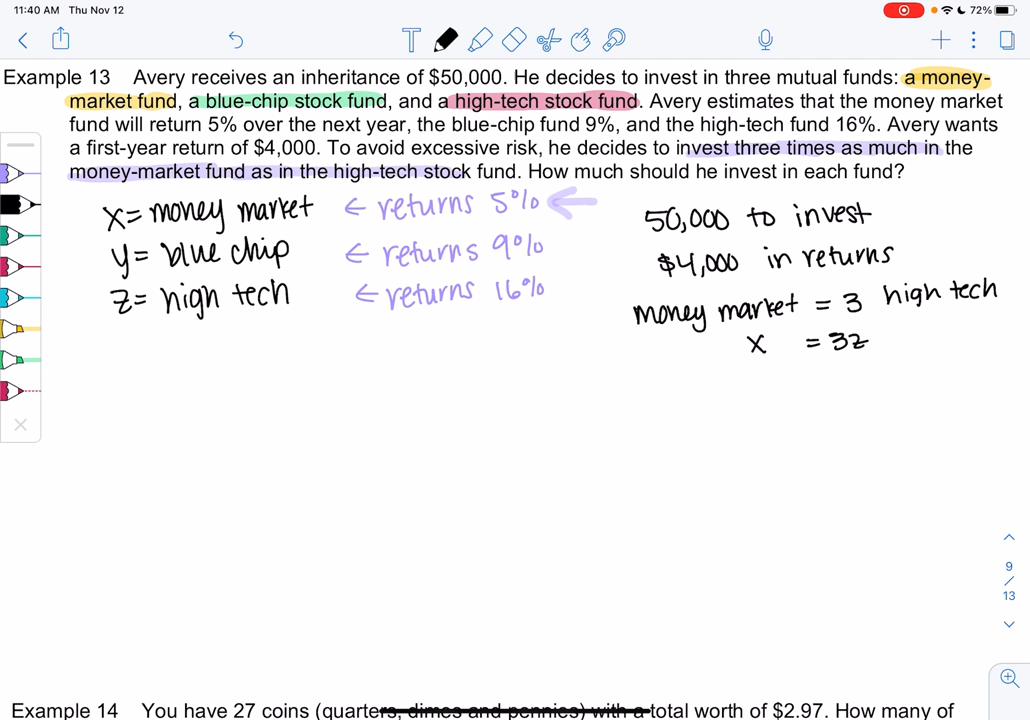 11:40 AM Thu Nov 12
72%
Example 13 Avery receives an inheritance of $50,000. He decides to invest in three mutual funds: a money-
market fund, a blue-chip stock fund, and a high-tech stock fund. Avery estimates that the money market
fund will return 5% over the next year, the blue-chip fund 9%, and the high-tech fund 16%. Avery wants
a first-year return of $4,000. To avoid excessive risk, he decides to invest three times as much in the
money-market fund as in the high-tech stock fund. How much should he invest in each fund?
x = money market ← returns 5% ←
y = blue chip ← returns 9%
z = high tech ← returns 16%
50,000 to invest
$4,000 in returns
money market = 3 high tech
x = 3z
9
/
13
Example 14 You have 27 coins (quarters, dimes and pennies) with a total worth of $2.97. How many of